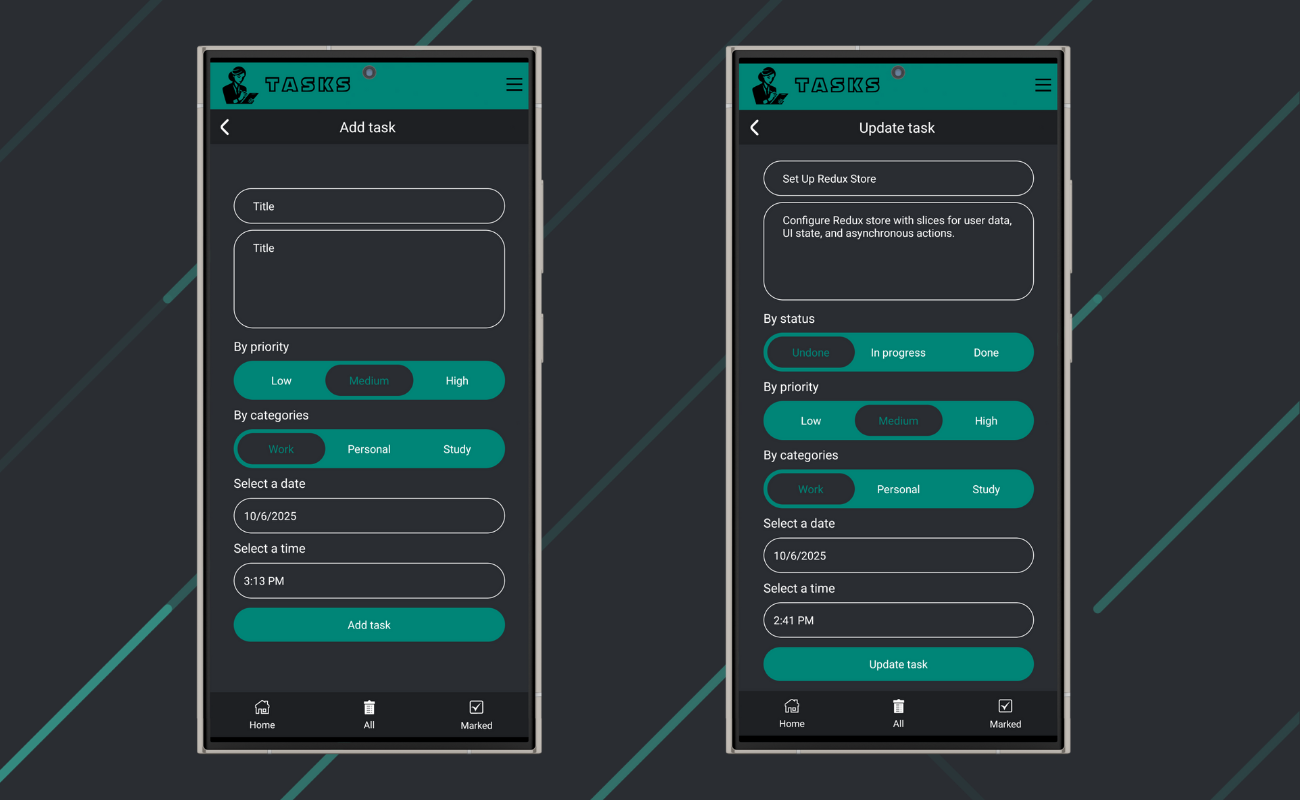 TASKS
Add task
Title
Title
By priority
Low Medium High
By categories
Work Personal Study
Select a date
10/6/2025
Select a time
3:13 PM
Add task
Home All Marked
TASKS
Update task
Set Up Redux Store
Configure Redux store with slices for user data,
UI state, and asynchronous actions.
By status
Undone In progress Done
By priority
Low Medium High
By categories
Work Personal Study
Select a date
10/6/2025
Select a time
2:41 PM
Update task
Home All Marked